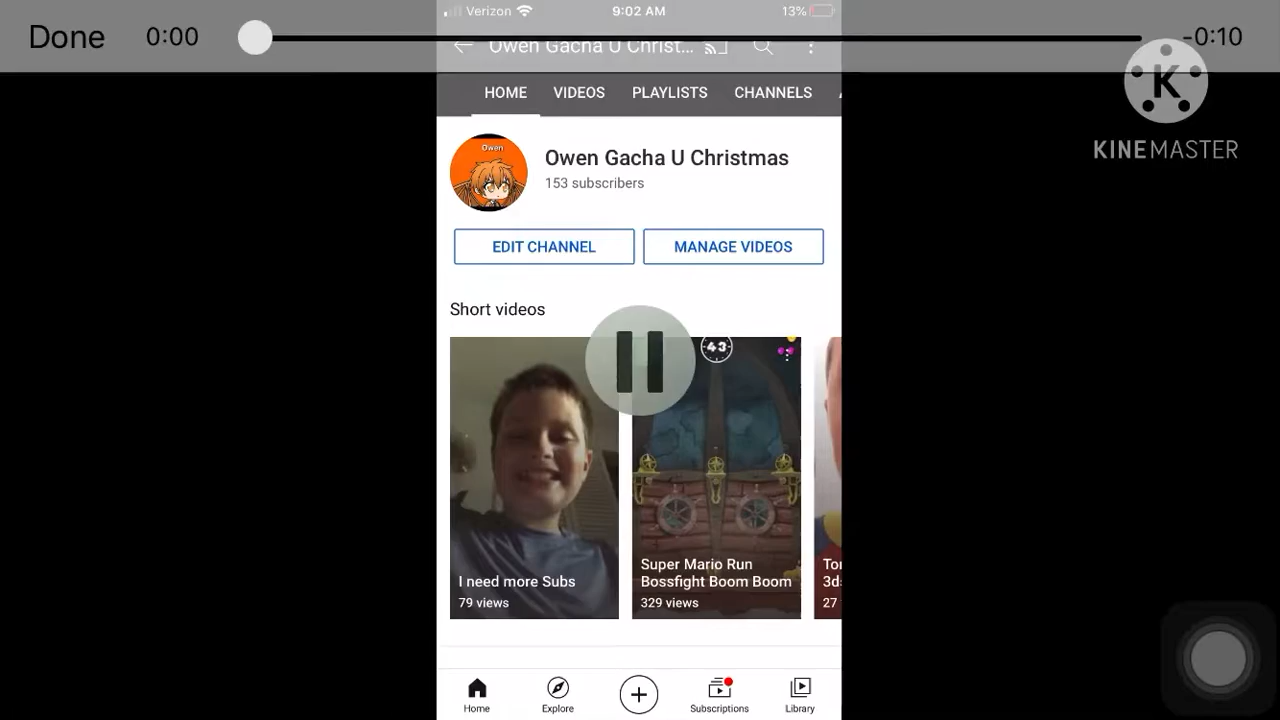 Done 0:00 -0:10
Verizon 9:02 AM 13%
Owen Gacha U Christ...
HOME VIDEOS PLAYLISTS CHANNELS
KINEMASTER
Owen
Owen Gacha U Christmas
153 subscribers
EDIT CHANNEL MANAGE VIDEOS
Short videos
43
I need more Subs
79 views
Super Mario Run
Bossfight Boom Boom
329 views
3d
27
Home Explore Subscriptions Library